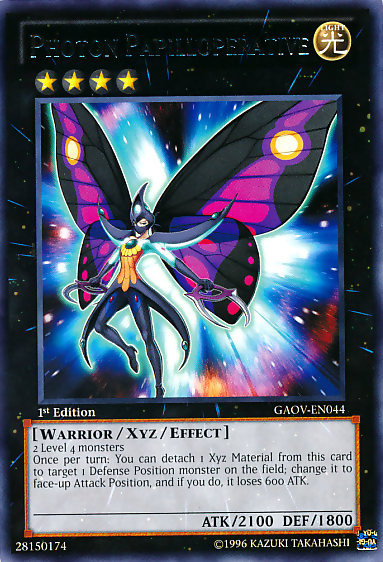 Photon Papilloperative
LIGHT
光
1st Edition
GAOV-EN044
[Warrior / Xyz / Effect]
2 Level 4 monsters
Once per turn: You can detach 1 Xyz Material from this card
to target 1 Defense Position monster on the field; change it
to face-up Attack Position, and if you do, it loses 600 ATK.
ATK/2100 DEF/1800
28150174
©1996 KAZUKI TAKAHASHI